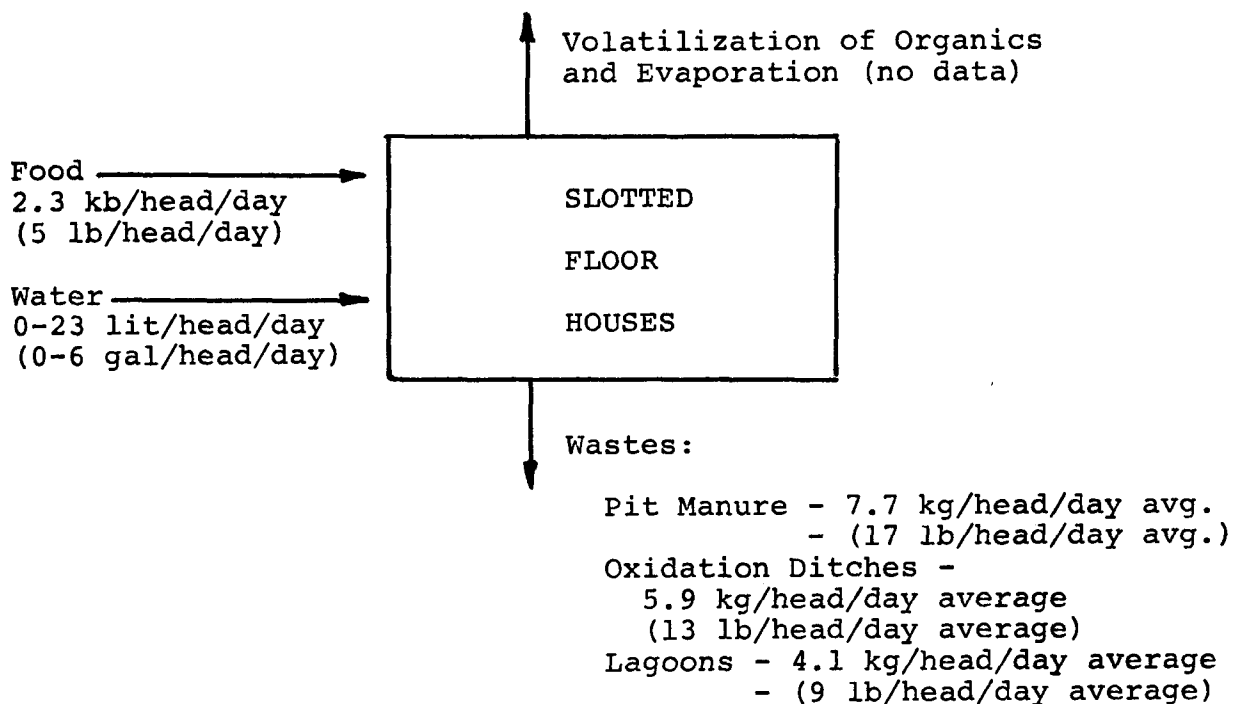 Volatilization of Organics
and Evaporation (no data)
Food
2.3 kb/head/day
(5 lb/head/day)
Water
0-23 lit/head/day
(0-6 gal/head/day)
SLOTTED
FLOOR
HOUSES
Wastes:
Pit Manure - 7.7 kg/head/day avg.
- (17 lb/head/day avg.)
Oxidation Ditches -
5.9 kg/head/day average
(13 lb/head/day average)
Lagoons - 4.1 kg/head/day average
- (9 lb/head/day average)